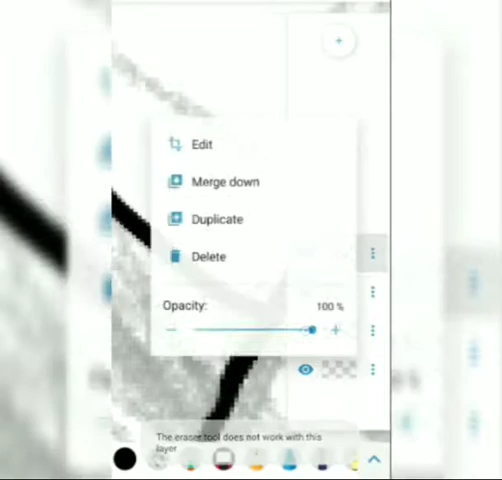 Edit
Merge down
Duplicate
Delete
Opacity: 100 %
The eraser tool does not work with this
layer